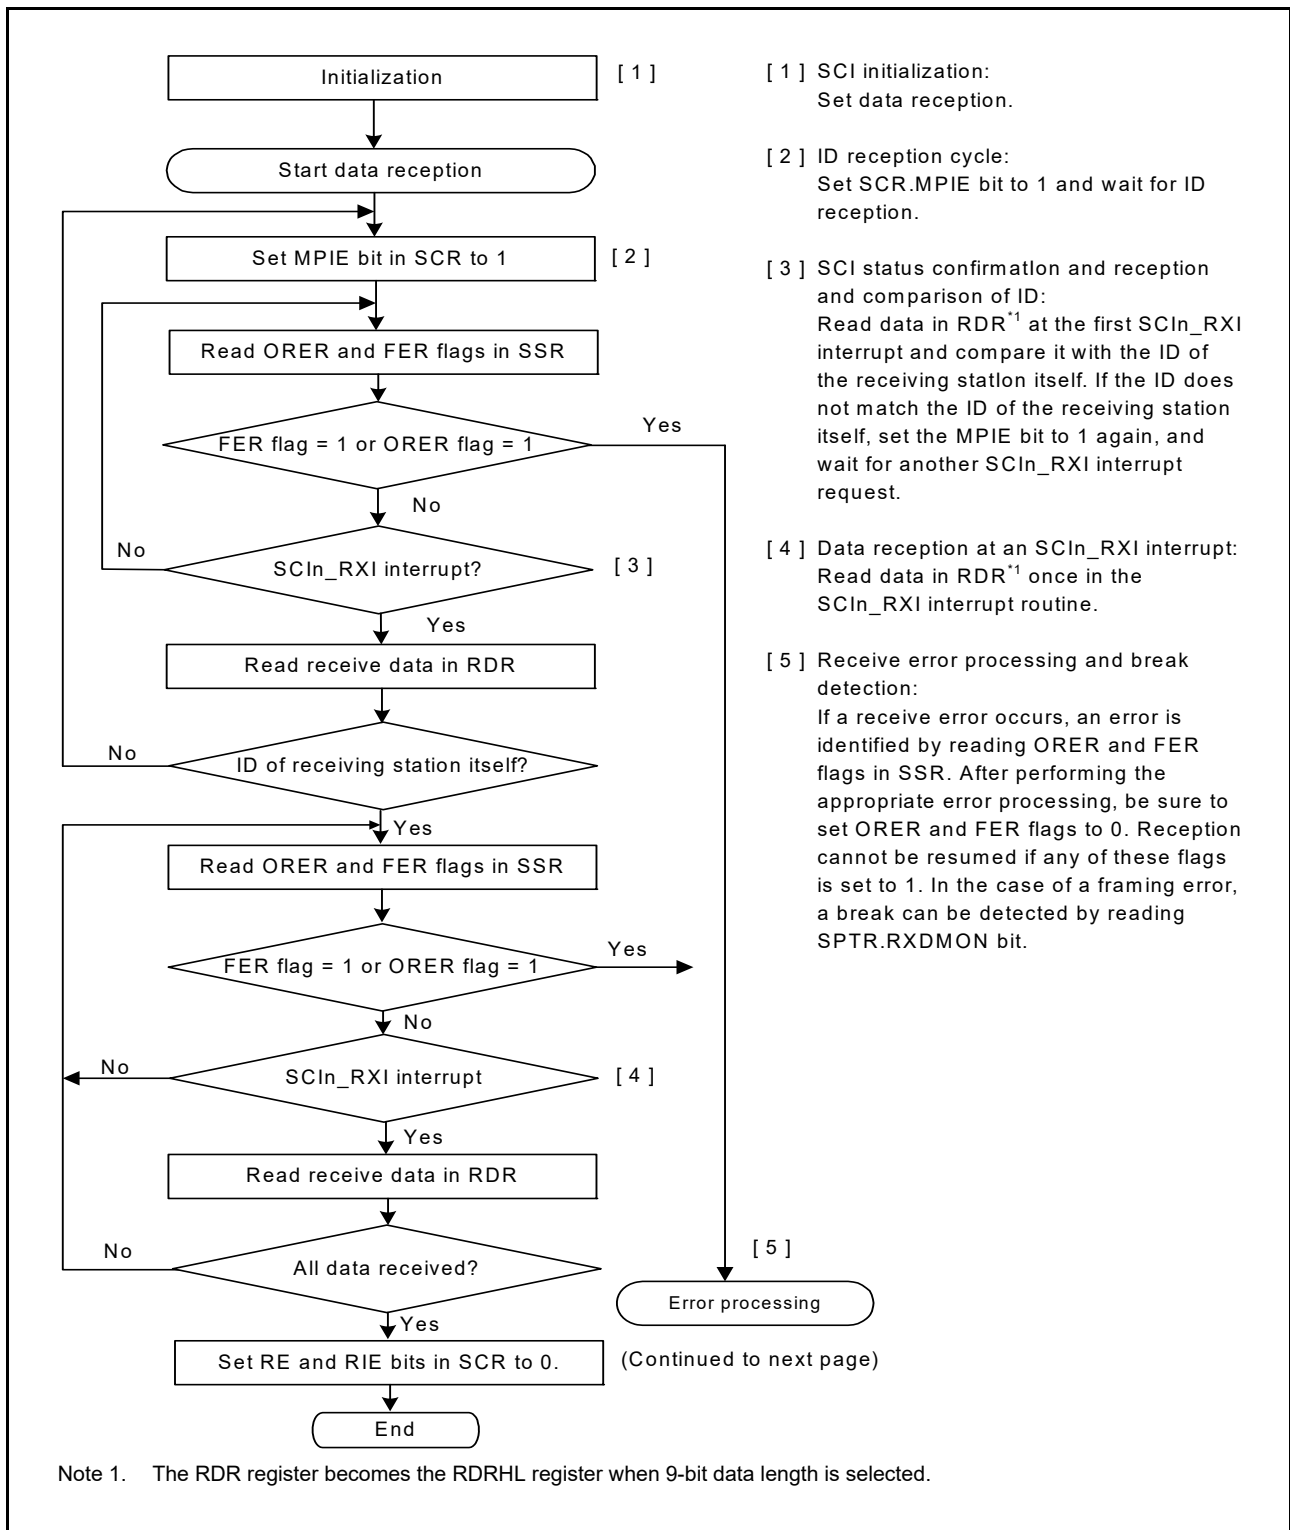 Initialization
[ 1 ]
Start data reception
Set MPIE bit in SCR to 1
[ 2 ]
Read ORER and FER flags in SSR
FER flag = 1 or ORER flag = 1
Yes
No
No
SCIn_RXI interrupt?
[ 3 ]
Yes
Read receive data in RDR
No
ID of receiving station itself?
Yes
Read ORER and FER flags in SSR
FER flag = 1 or ORER flag = 1
Yes
No
No
SCIn_RXI interrupt
[ 4 ]
Yes
Read receive data in RDR
No
All data received?
[ 5 ]
Error processing
Yes
Set RE and RIE bits in SCR to 0.
(Continued to next page)
End
[ 1 ] SCI initialization:
Set data reception.
[ 2 ] ID reception cycle:
Set SCR.MPIE bit to 1 and wait for ID
reception.
[ 3 ] SCI status confirmatIon and reception
and comparison of ID:
Read data in RDR*1 at the first SCIn_RXI
interrupt and compare it with the ID of
the receiving statIon itself. If the ID does
not match the ID of the receiving station
itself, set the MPIE bit to 1 again, and
wait for another SCIn_RXI interrupt
request.
[ 4 ] Data reception at an SCIn_RXI interrupt:
Read data in RDR*1 once in the
SCIn_RXI interrupt routine.
[ 5 ] Receive error processing and break
detection:
If a receive error occurs, an error is
identified by reading ORER and FER
flags in SSR. After performing the
appropriate error processing, be sure to
set ORER and FER flags to 0. Reception
cannot be resumed if any of these flags
is set to 1. In the case of a framing error,
a break can be detected by reading
SPTR.RXDMON bit.
Note 1. The RDR register becomes the RDRHL register when 9-bit data length is selected.